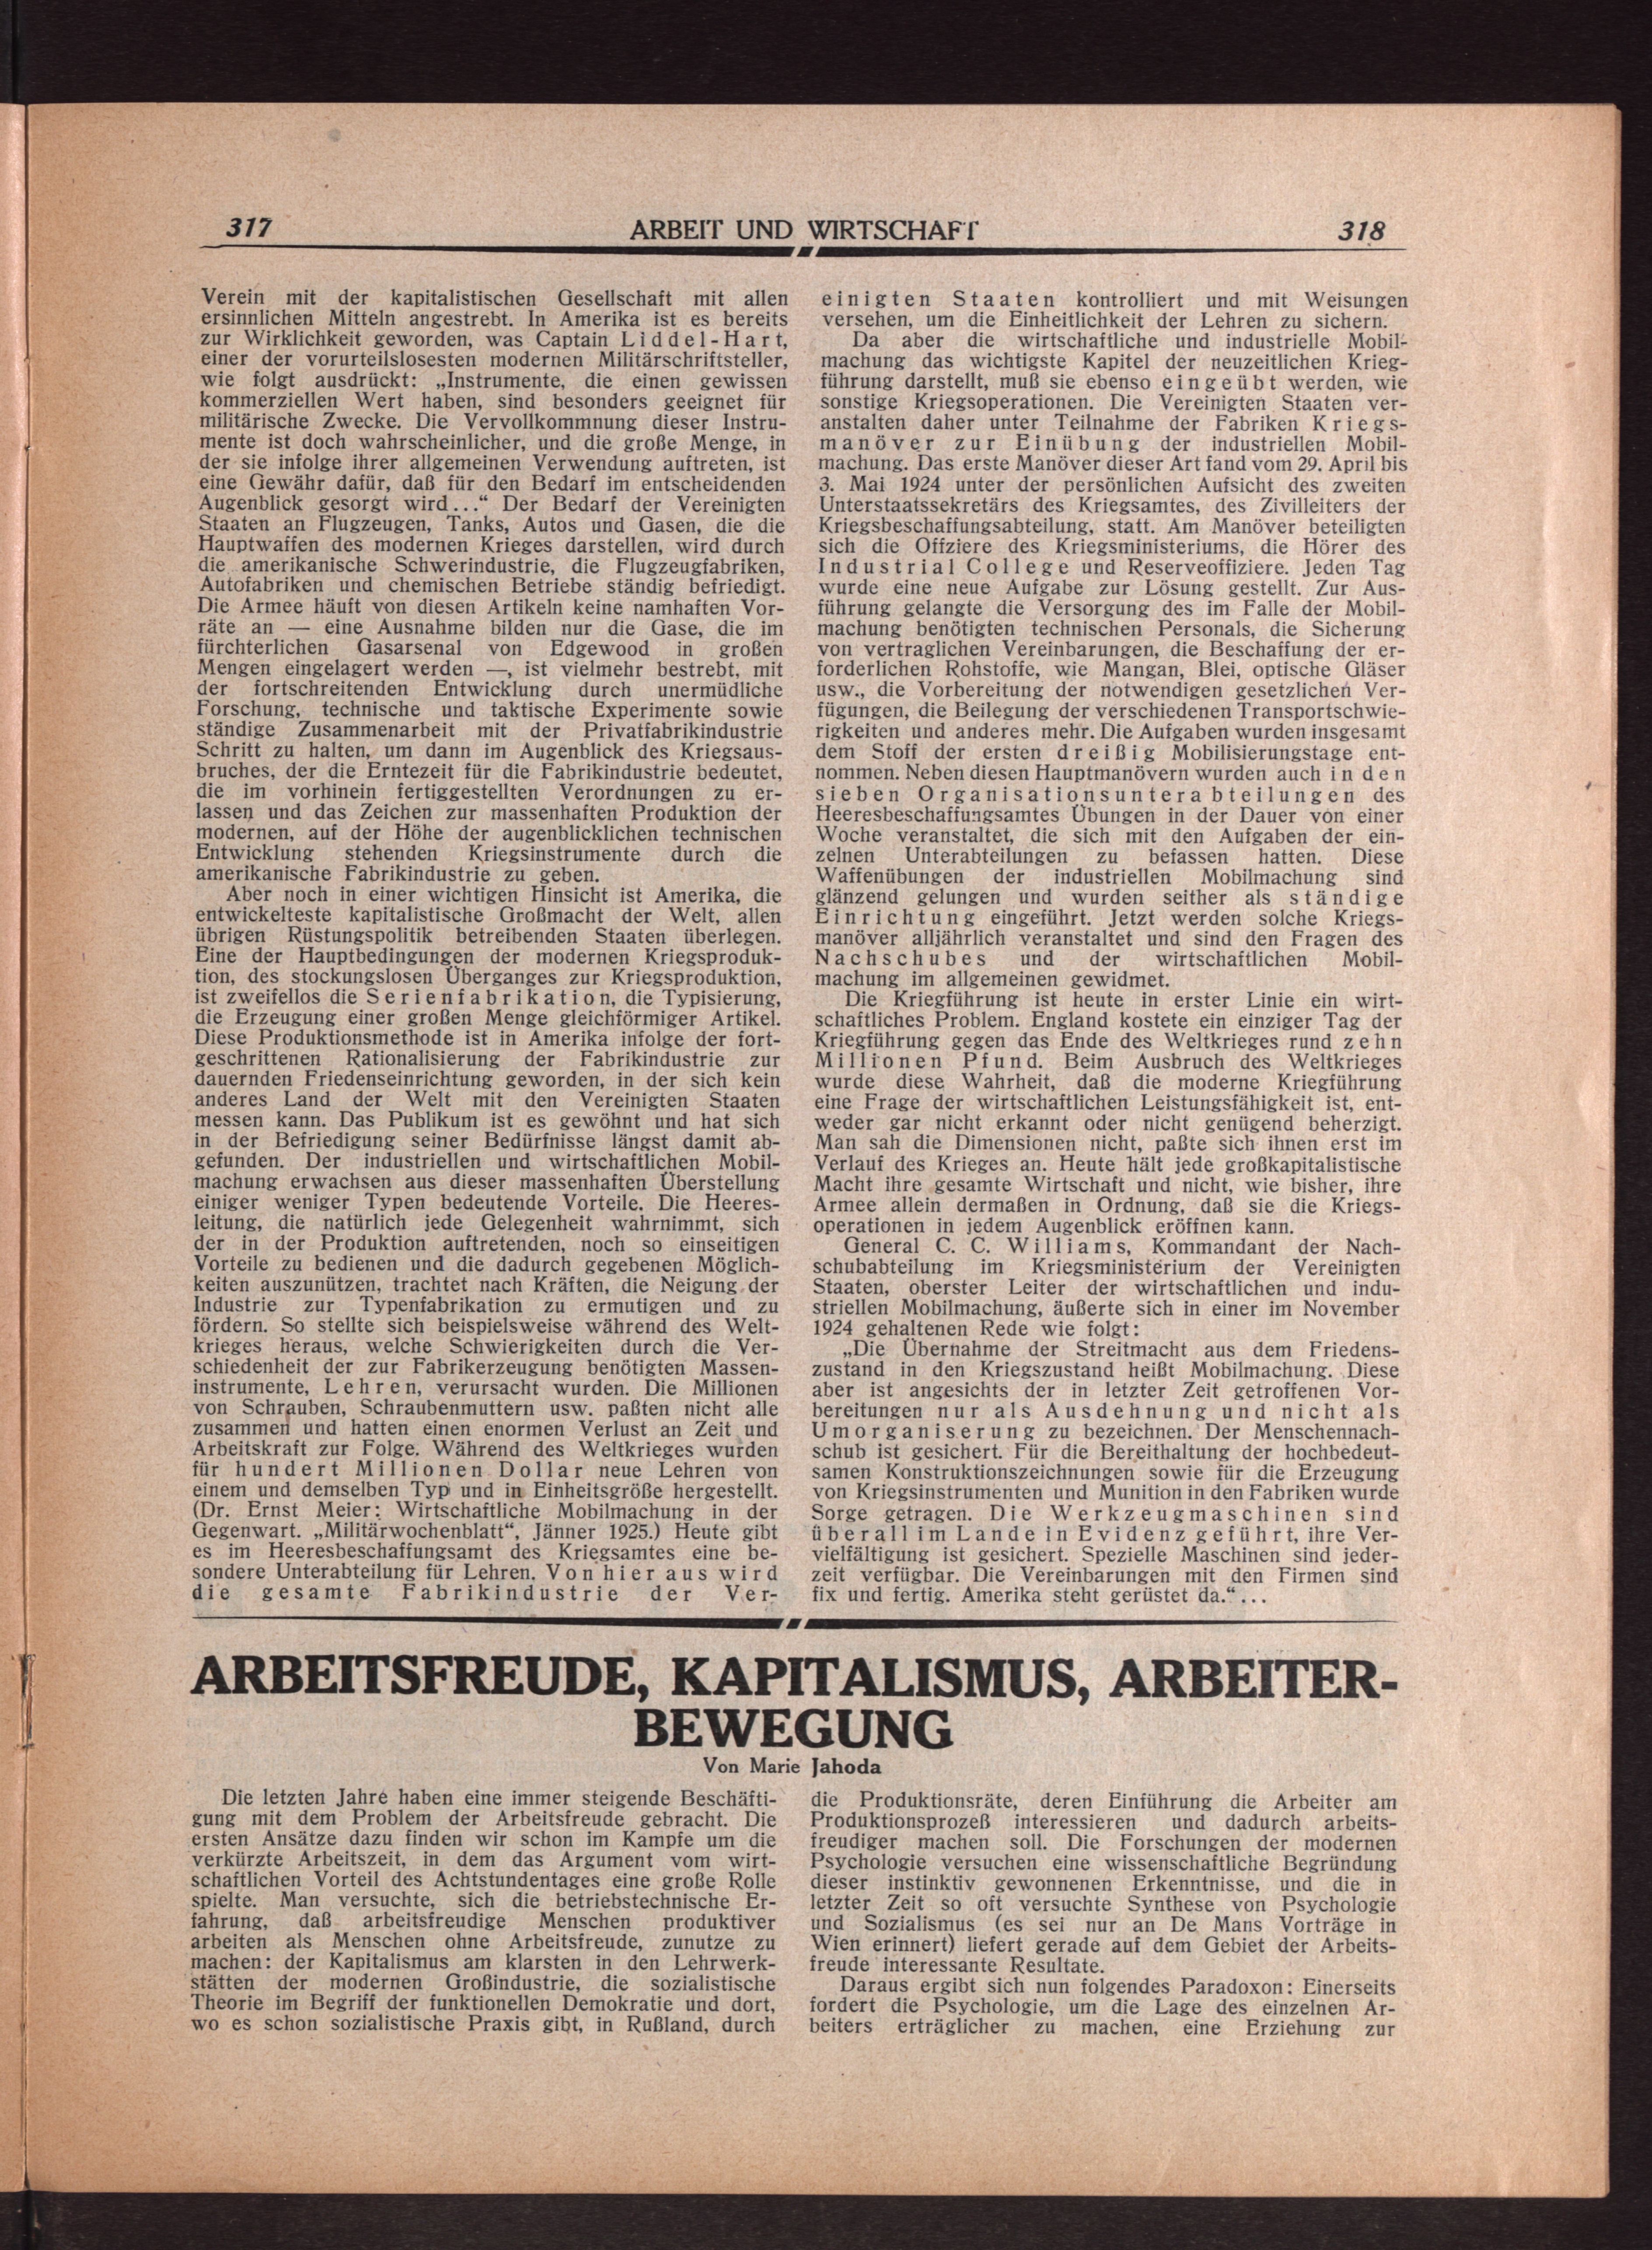 317
ARBEIT UND WIRTSCHAFT
318
Verein mit der kapitalistischen Gesellschaft mit allen
ersinnlichen Mitteln angestrebt. In Amerika ist es bereits
zur Wirklichkeit geworden, was Captain Liddel-Hart,
einer der vorurteilslosesten modernen Militärschriftsteller,
wie folgt ausdrückt: „Instrumente, die einen gewissen
kommerziellen Wert haben, sind besonders geeignet für
militärische Zwecke. Die Vervollkommnung dieser Instru-
mente ist doch wahrscheinlicher, und die große Menge, in
der sie infolge ihrer allgemeinen Verwendung auftreten, ist
eine Gewähr dafür, daß für den Bedarf im entscheidenden
Augenblick gesorgt wird...“ Der Bedarf der Vereinigten
Staaten an Flugzeugen, Tanks, Autos und Gasen, die die
Hauptwaffen des modernen Krieges darstellen, wird durch
die amerikanische Schwerindustrie, die Flugzeugfabriken,
Autofabriken und chemischen Betriebe ständig befriedigt.
Die Armee häuft von diesen Artikeln keine namhaften Vor-
räte an — eine Ausnahme bilden nur die Gase, die im
fürchterlichen Gasarsenal von Edgewood in großen
Mengen eingelagert werden —, ist vielmehr bestrebt, mit
der fortschreitenden Entwicklung durch unermüdliche
Forschung, technische und taktische Experimente sowie
ständige Zusammenarbeit mit der Privatfabrikindustrie
Schritt zu halten, um dann im Augenblick des Kriegsaus-
bruches, der die Erntezeit für die Fabrikindustrie bedeutet,
die im vorhinein fertiggestellten Verordnungen zu er-
lassen und das Zeichen zur massenhaften Produktion der
modernen, auf der Höhe der augenblicklichen technischen
Entwicklung stehenden Kriegsinstrumente durch die
amerikanische Fabrikindustrie zu geben.
Aber noch in einer wichtigen Hinsicht ist Amerika, die
entwickelteste kapitalistische Großmacht der Welt, allen
übrigen Rüstungspolitik betreibenden Staaten überlegen.
Eine der Hauptbedingungen der modernen Kriegsproduk-
tion, des stockungslosen Überganges zur Kriegsproduktion,
ist zweifellos die Serienfabrikation, die Typisierung,
die Erzeugung einer großen Menge gleichförmiger Artikel.
Diese Produktionsmethode ist in Amerika infolge der fort-
geschrittenen Rationalisierung der Fabrikindustrie zur
dauernden Friedenseinrichtung geworden, in der sich kein
anderes Land der Welt mit den Vereinigten Staaten
messen kann. Das Publikum ist es gewöhnt und hat sich
in der Befriedigung seiner Bedürfnisse längst damit ab-
gefunden. Der industriellen und wirtschaftlichen Mobil-
machung erwachsen aus dieser massenhaften Überstellung
einiger weniger Typen bedeutende Vorteile. Die Heeres-
leitung, die natürlich jede Gelegenheit wahrnimmt, sich
der in der Produktion auftretenden, noch so einseitigen
Vorteile zu bedienen und die dadurch gegebenen Möglich-
keiten auszunützen, trachtet nach Kräften, die Neigung der
Industrie zur Typenfabrikation zu ermutigen und zu
fördern. So stellte sich beispielsweise während des Welt-
krieges heraus, welche Schwierigkeiten durch die Ver-
schiedenheit der zur Fabrikerzeugung benötigten Massen-
instrumente, Lehren, verursacht wurden. Die Millionen
von Schrauben, Schraubenmuttern usw. paßten nicht alle
zusammen und hatten einen enormen Verlust an Zeit und
Arbeitskraft zur Folge. Während des Weltkrieges wurden
für hundert Millionen Dollar neue Lehren von
einem und demselben Typ und in Einheitsgröße hergestellt.
(Dr. Ernst Meier: Wirtschaftliche Mobilmachung in der
Gegenwart. „Militärwochenblatt“, Jänner 1925.) Heute gibt
es im Heeresbeschaffungsamt des Kriegsamtes eine be-
sondere Unterabteilung für Lehren. Von hier aus wird
die gesamte Fabrikindustrie der Ver-
einigten Staaten kontrolliert und mit Weisungen
versehen, um die Einheitlichkeit der Lehren zu sichern.
Da aber die wirtschaftliche und industrielle Mobil-
machung das wichtigste Kapitel der neuzeitlichen Krieg-
führung darstellt, muß sie ebenso eingeübt werden, wie
sonstige Kriegsoperationen. Die Vereinigten Staaten ver-
anstalten daher unter Teilnahme der Fabriken Kriegs-
manöver zur Einübung der industriellen Mobil-
machung. Das erste Manöver dieser Art fand vom 29. April bis
3. Mai 1924 unter der persönlichen Aufsicht des zweiten
Unterstaatssekretärs des Kriegsamtes, des Zivilleiters der
Kriegsbeschaffungsabteilung, statt. Am Manöver beteiligten
sich die Offziere des Kriegsministeriums, die Hörer des
Industrial College und Reserveoffiziere. Jeden Tag
wurde eine neue Aufgabe zur Lösung gestellt. Zur Aus-
führung gelangte die Versorgung des im Falle der Mobil-
machung benötigten technischen Personals, die Sicherung
von vertraglichen Vereinbarungen, die Beschaffung der er-
forderlichen Rohstoffe, wie Mangan, Blei, optische Gläser
usw., die Vorbereitung der notwendigen gesetzlichen Ver-
fügungen, die Beilegung der verschiedenen Transportschwie-
rigkeiten und anderes mehr. Die Aufgaben wurden insgesamt
dem Stoff der ersten dreißig Mobilisierungstage ent-
nommen. Neben diesen Hauptmanövern wurden auch in den
sieben Organisationsunterabteilungen des
Heeresbeschaffungsamtes Übungen in der Dauer von einer
Woche veranstaltet, die sich mit den Aufgaben der ein-
zelnen Unterabteilungen zu befassen hatten. Diese
Waffenübungen der industriellen Mobilmachung sind
glänzend gelungen und wurden seither als ständige
Einrichtung eingeführt. Jetzt werden solche Kriegs-
manöver alljährlich veranstaltet und sind den Fragen des
Nachschubes und der wirtschaftlichen Mobil-
machung im allgemeinen gewidmet.
Die Kriegführung ist heute in erster Linie ein wirt-
schaftliches Problem. England kostete ein einziger Tag der
Kriegführung gegen das Ende des Weltkrieges rund zehn
Millionen Pfund. Beim Ausbruch des Weltkrieges
wurde diese Wahrheit, daß die moderne Kriegführung
eine Frage der wirtschaftlichen Leistungsfähigkeit ist, ent-
weder gar nicht erkannt oder nicht genügend beherzigt.
Man sah die Dimensionen nicht, paßte sich ihnen erst im
Verlauf des Krieges an. Heute hält jede großkapitalistische
Macht ihre gesamte Wirtschaft und nicht, wie bisher, ihre
Armee allein dermaßen in Ordnung, daß sie die Kriegs-
operationen in jedem Augenblick eröffnen kann.
General C. C. Williams, Kommandant der Nach-
schubabteilung im Kriegsministerium der Vereinigten
Staaten, oberster Leiter der wirtschaftlichen und indu-
striellen Mobilmachung, äußerte sich in einer im November
1924 gehaltenen Rede wie folgt:
„Die Übernahme der Streitmacht aus dem Friedens-
zustand in den Kriegszustand heißt Mobilmachung. Diese
aber ist angesichts der in letzter Zeit getroffenen Vor-
bereitungen nur als Ausdehnung und nicht als
Umorganiserung zu bezeichnen. Der Menschennach-
schub ist gesichert. Für die Bereithaltung der hochbedeut-
samen Konstruktionszeichnungen sowie für die Erzeugung
von Kriegsinstrumenten und Munition in den Fabriken wurde
Sorge getragen. Die Werkzeugmaschinen sind
überall im Lande in Evidenz geführt, ihre Ver-
vielfältigung ist gesichert. Spezielle Maschinen sind jeder-
zeit verfügbar. Die Vereinbarungen mit den Firmen sind
fix und fertig. Amerika steht gerüstet da.“...
ARBEITSFREUDE, KAPITALISMUS, ARBEITER-
BEWEGUNG
Von Marie Jahoda
Die letzten Jahre haben eine immer steigende Beschäfti-
gung mit dem Problem der Arbeitsfreude gebracht. Die
ersten Ansätze dazu finden wir schon im Kampfe um die
verkürzte Arbeitszeit, in dem das Argument vom wirt-
schaftlichen Vorteil des Achtstundentages eine große Rolle
spielte. Man versuchte, sich die betriebstechnische Er-
fahrung, daß arbeitsfreudige Menschen produktiver
arbeiten als Menschen ohne Arbeitsfreude, zunutze zu
machen: der Kapitalismus am klarsten in den Lehrwerk-
stätten der modernen Großindustrie, die sozialistische
Theorie im Begriff der funktionellen Demokratie und dort,
wo es schon sozialistische Praxis gibt, in Rußland, durch
die Produktionsräte, deren Einführung die Arbeiter am
Produktionsprozeß interessieren und dadurch arbeits-
freudiger machen soll. Die Forschungen der modernen
Psychologie versuchen eine wissenschaftliche Begründung
dieser instinktiv gewonnenen Erkenntnisse, und die in
letzter Zeit so oft versuchte Synthese von Psychologie
und Sozialismus (es sei nur an De Mans Vorträge in
Wien erinnert) liefert gerade auf dem Gebiet der Arbeits-
freude interessante Resultate.
Daraus ergibt sich nun folgendes Paradoxon: Einerseits
fordert die Psychologie, um die Lage des einzelnen Ar-
beiters erträglicher zu machen, eine Erziehung zur